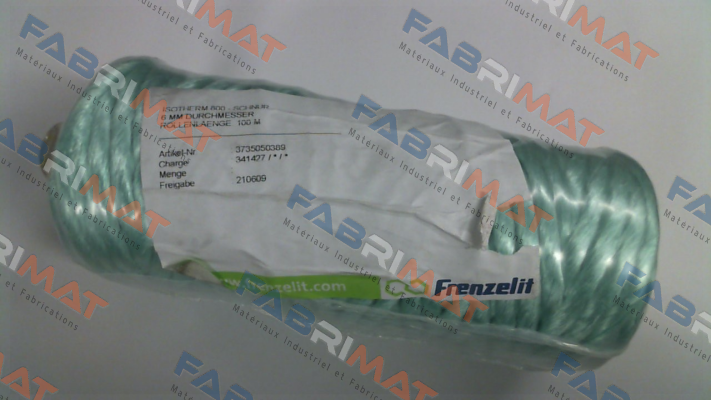 ISOTHERM 800 - SCHNUR
6 MM DURCHMESSER
ROLLENLAENGE 100 M
Artikel-Nr 3735050389
Charge 341427 / * / *
Menge
Freigabe 210609
www.frenzelit.com
Frenzelit
FABRIMAT
Matériaux Industriel et Fabrications